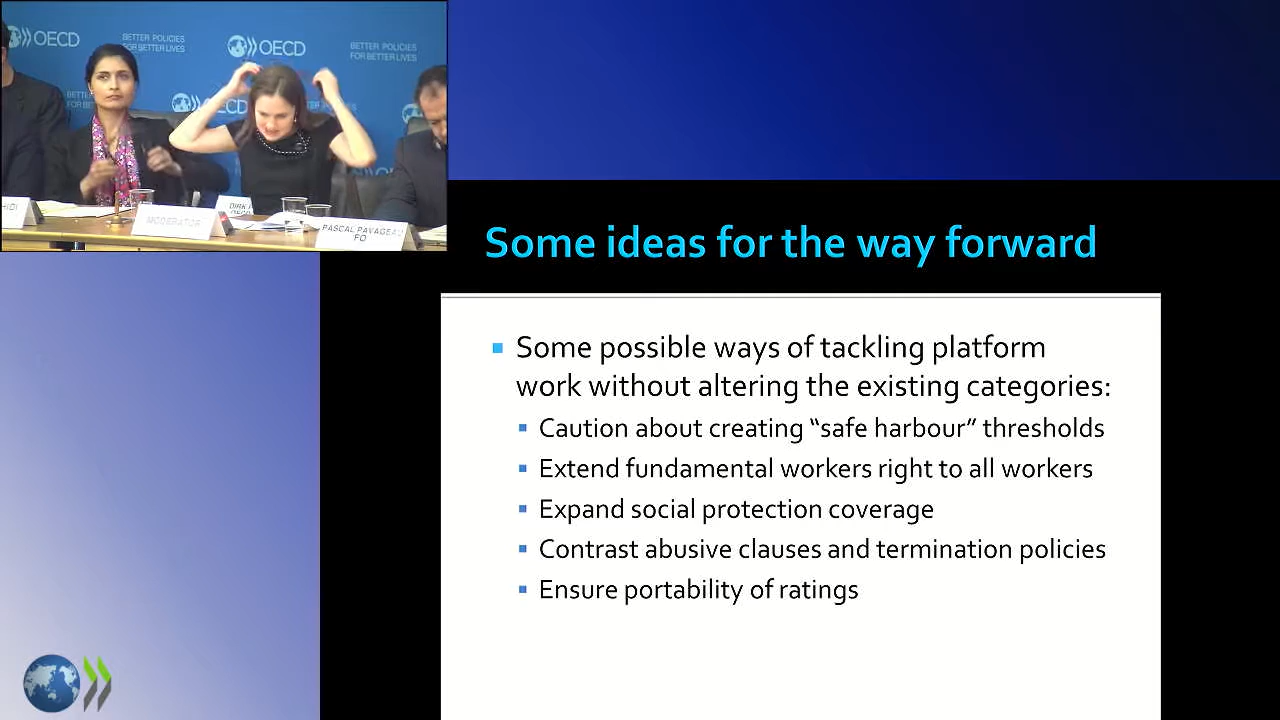 OECD
BETTER POLICIES
FOR BETTER LIVES
OECD
BETTER POLICIES
FOR BETTER LIVES
MODERATOR
OECD
PASCAL PAVAGEAU
FO
Some ideas for the way forward
Some possible ways of tackling platform
work without altering the existing categories:
Caution about creating “safe harbour” thresholds
Extend fundamental workers right to all workers
Expand social protection coverage
Contrast abusive clauses and termination policies
Ensure portability of ratings